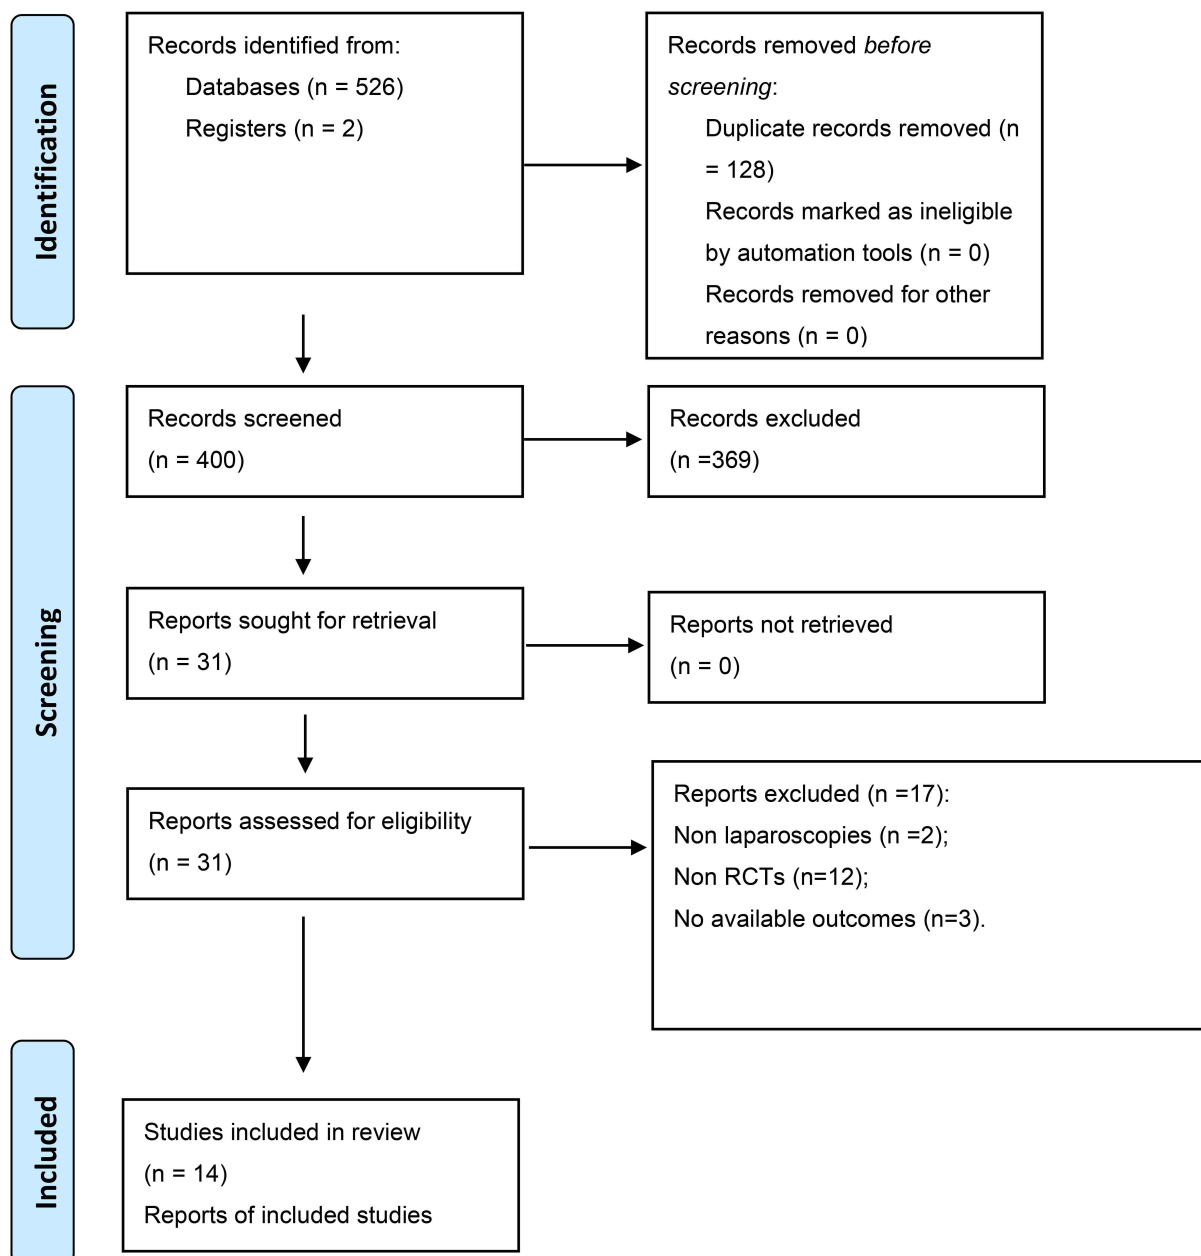 Identification
Records identified from:
Databases (n = 526)
Registers (n = 2)
Records removed before
screening:
Duplicate records removed (n
= 128)
Records marked as ineligible
by automation tools (n = 0)
Records removed for other
reasons (n = 0)
Screening
Records screened
(n = 400)
Records excluded
(n =369)
Reports sought for retrieval
(n = 31)
Reports not retrieved
(n = 0)
Reports assessed for eligibility
(n = 31)
Reports excluded (n =17):
Non laparoscopies (n =2);
Non RCTs (n=12);
No available outcomes (n=3).
Included
Studies included in review
(n = 14)
Reports of included studies